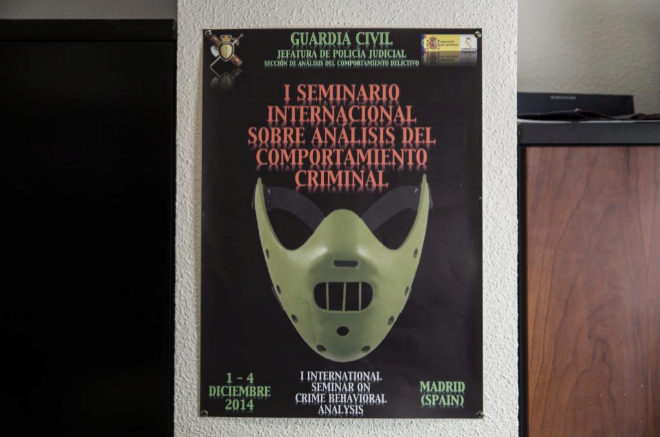 GUARDIA CIVIL
JEFATURA DE POLICÍA JUDICIAL
SECCIÓN DE ANÁLISIS DEL COMPORTAMIENTO DELICTIVO
I SEMINARIO
INTERNACIONAL
SOBRE ANÁLISIS DEL
COMPORTAMIENTO
CRIMINAL
1 - 4
DICIEMBRE
2014
I INTERNATIONAL
SEMINAR ON
CRIME BEHAVIORAL
ANALYSIS
MADRID
(SPAIN)